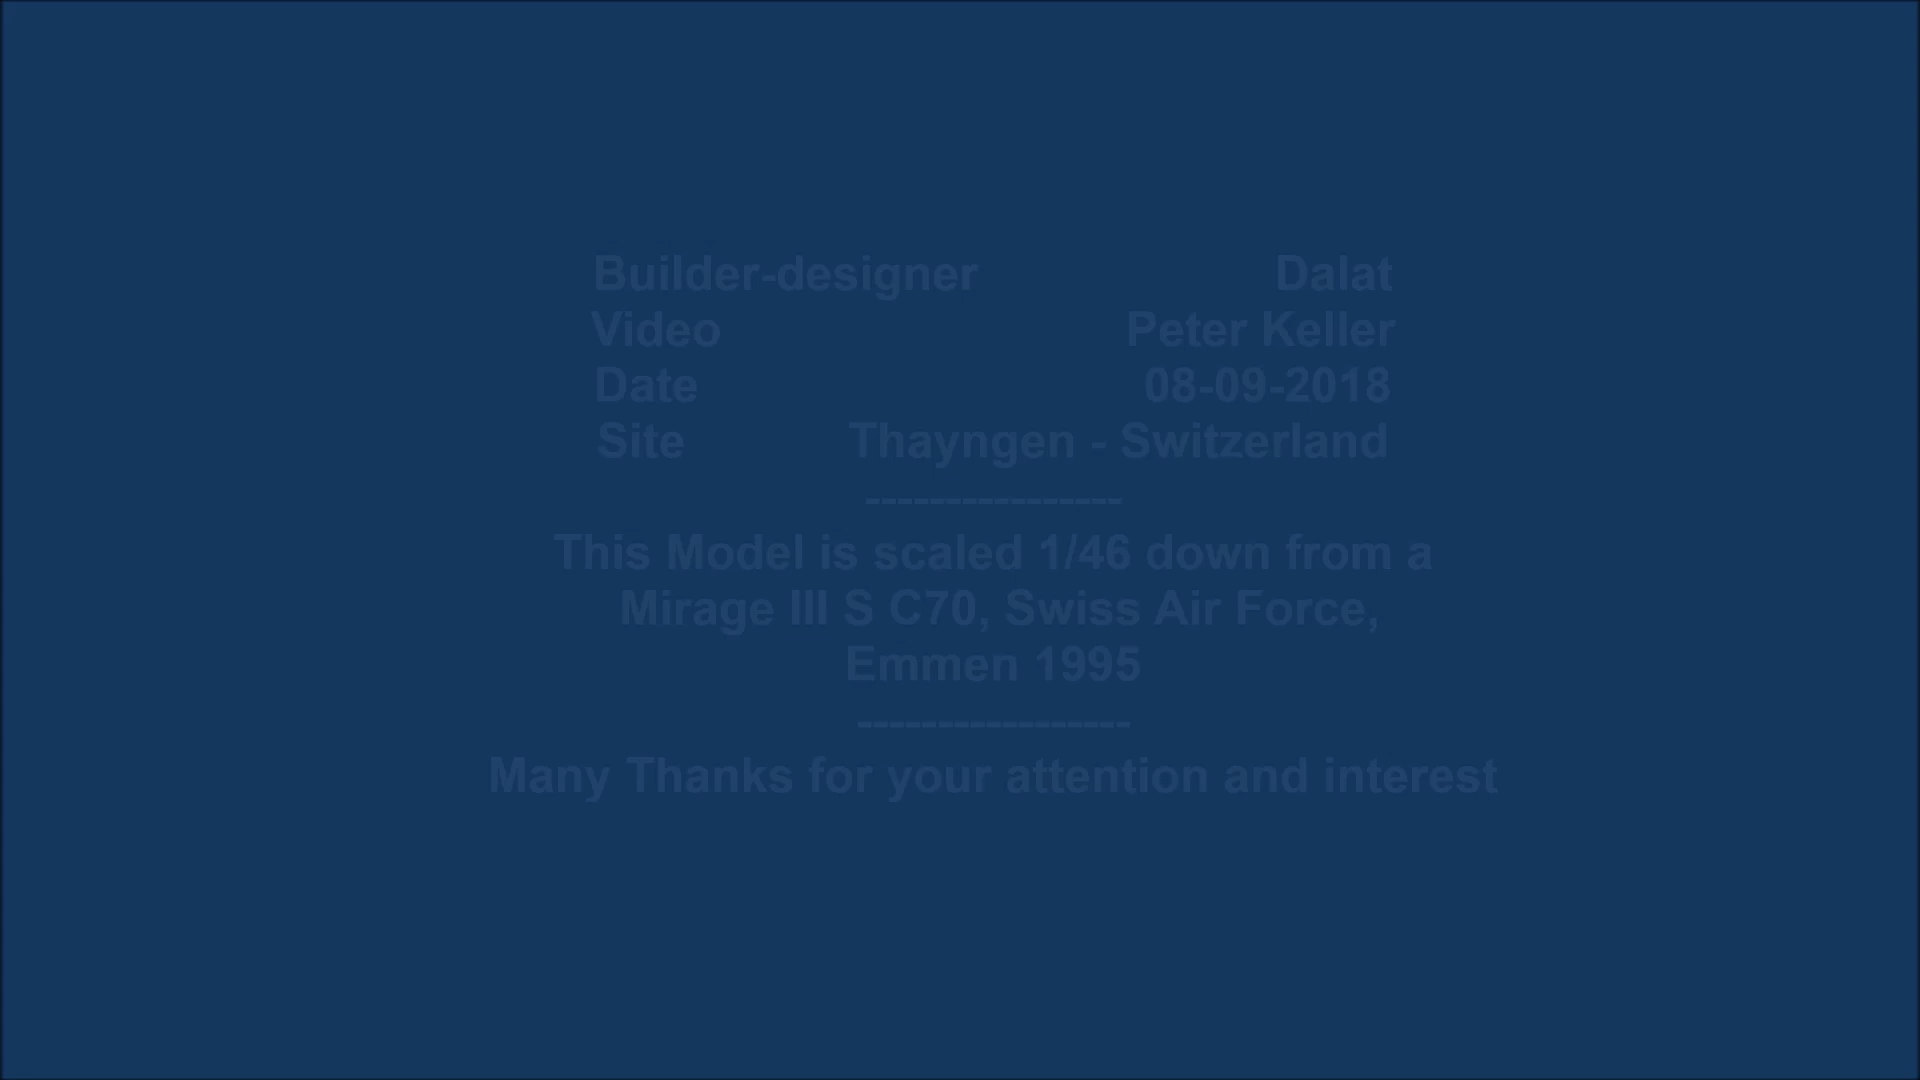 Builder-designer Dalat
Video Peter Keller
Date 08-09-2018
Site Thayngen - Switzerland
----------------
This Model is scaled 1/46 down from a
Mirage III S C70, Swiss Air Force,
Emmen 1995
-----------------
Many Thanks for your attention and interest